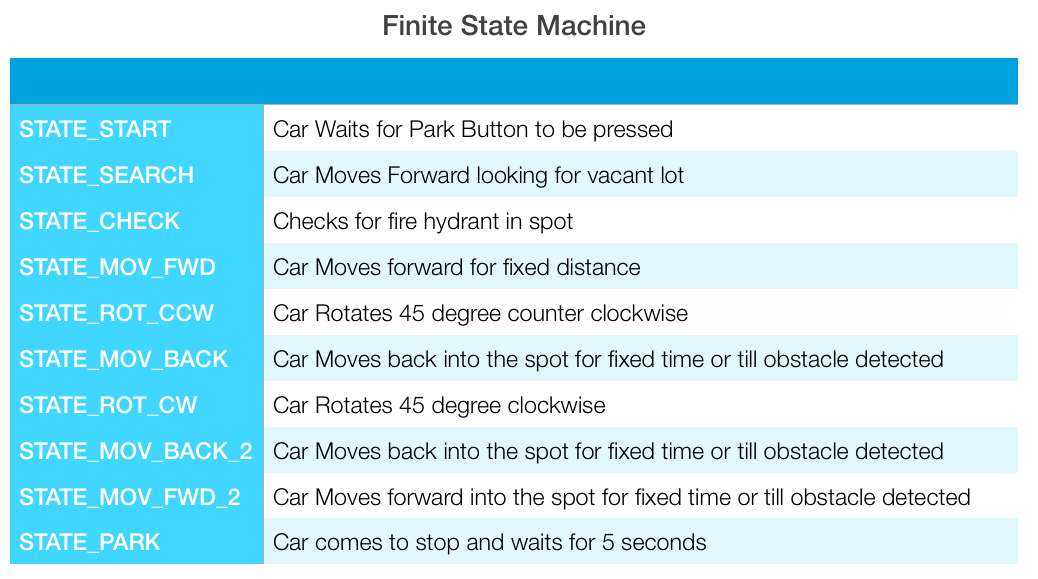 Finite State Machine
STATE_START Car Waits for Park Button to be pressed
STATE_SEARCH Car Moves Forward looking for vacant lot
STATE_CHECK Checks for fire hydrant in spot
STATE_MOV_FWD Car Moves forward for fixed distance
STATE_ROT_CCW Car Rotates 45 degree counter clockwise
STATE_MOV_BACK Car Moves back into the spot for fixed time or till obstacle detected
STATE_ROT_CW Car Rotates 45 degree clockwise
STATE_MOV_BACK_2 Car Moves back into the spot for fixed time or till obstacle detected
STATE_MOV_FWD_2 Car Moves forward into the spot for fixed time or till obstacle detected
STATE_PARK Car comes to stop and waits for 5 seconds